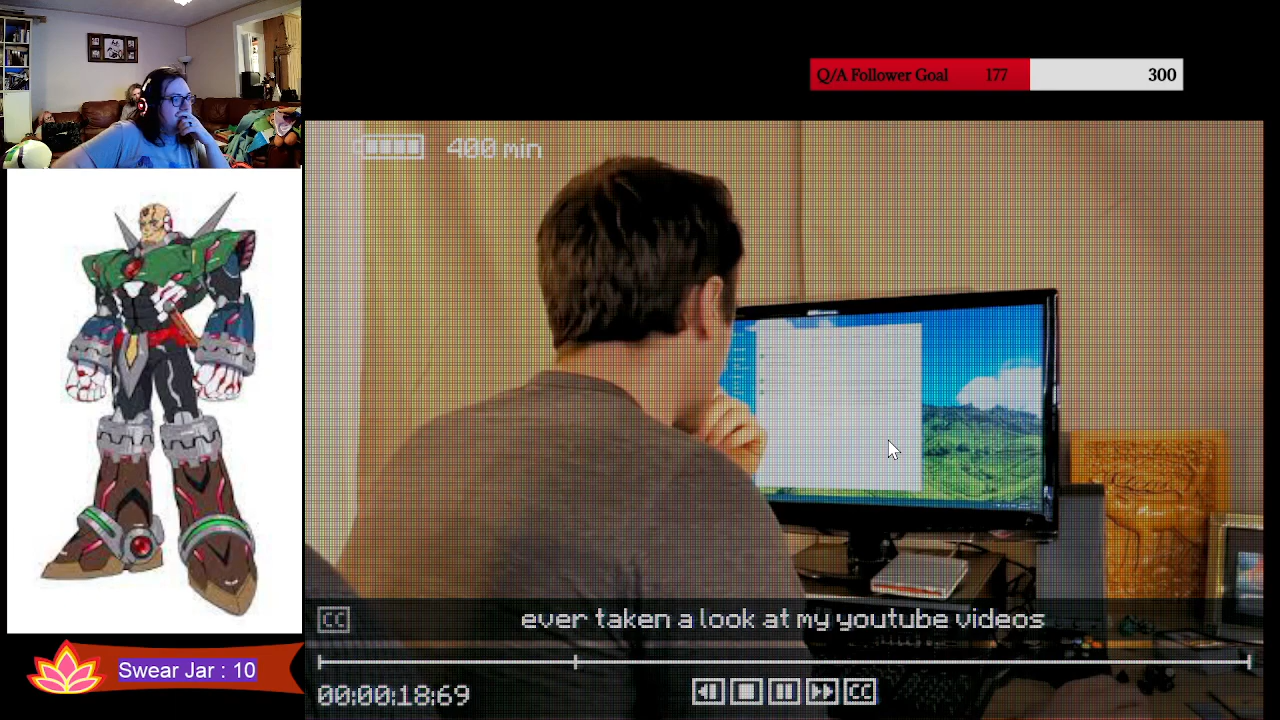 Q/A Follower Goal 177 300
400 min
CC ever taken a look at my youtube videos
Swear Jar : 10
00:00:18:69 CC